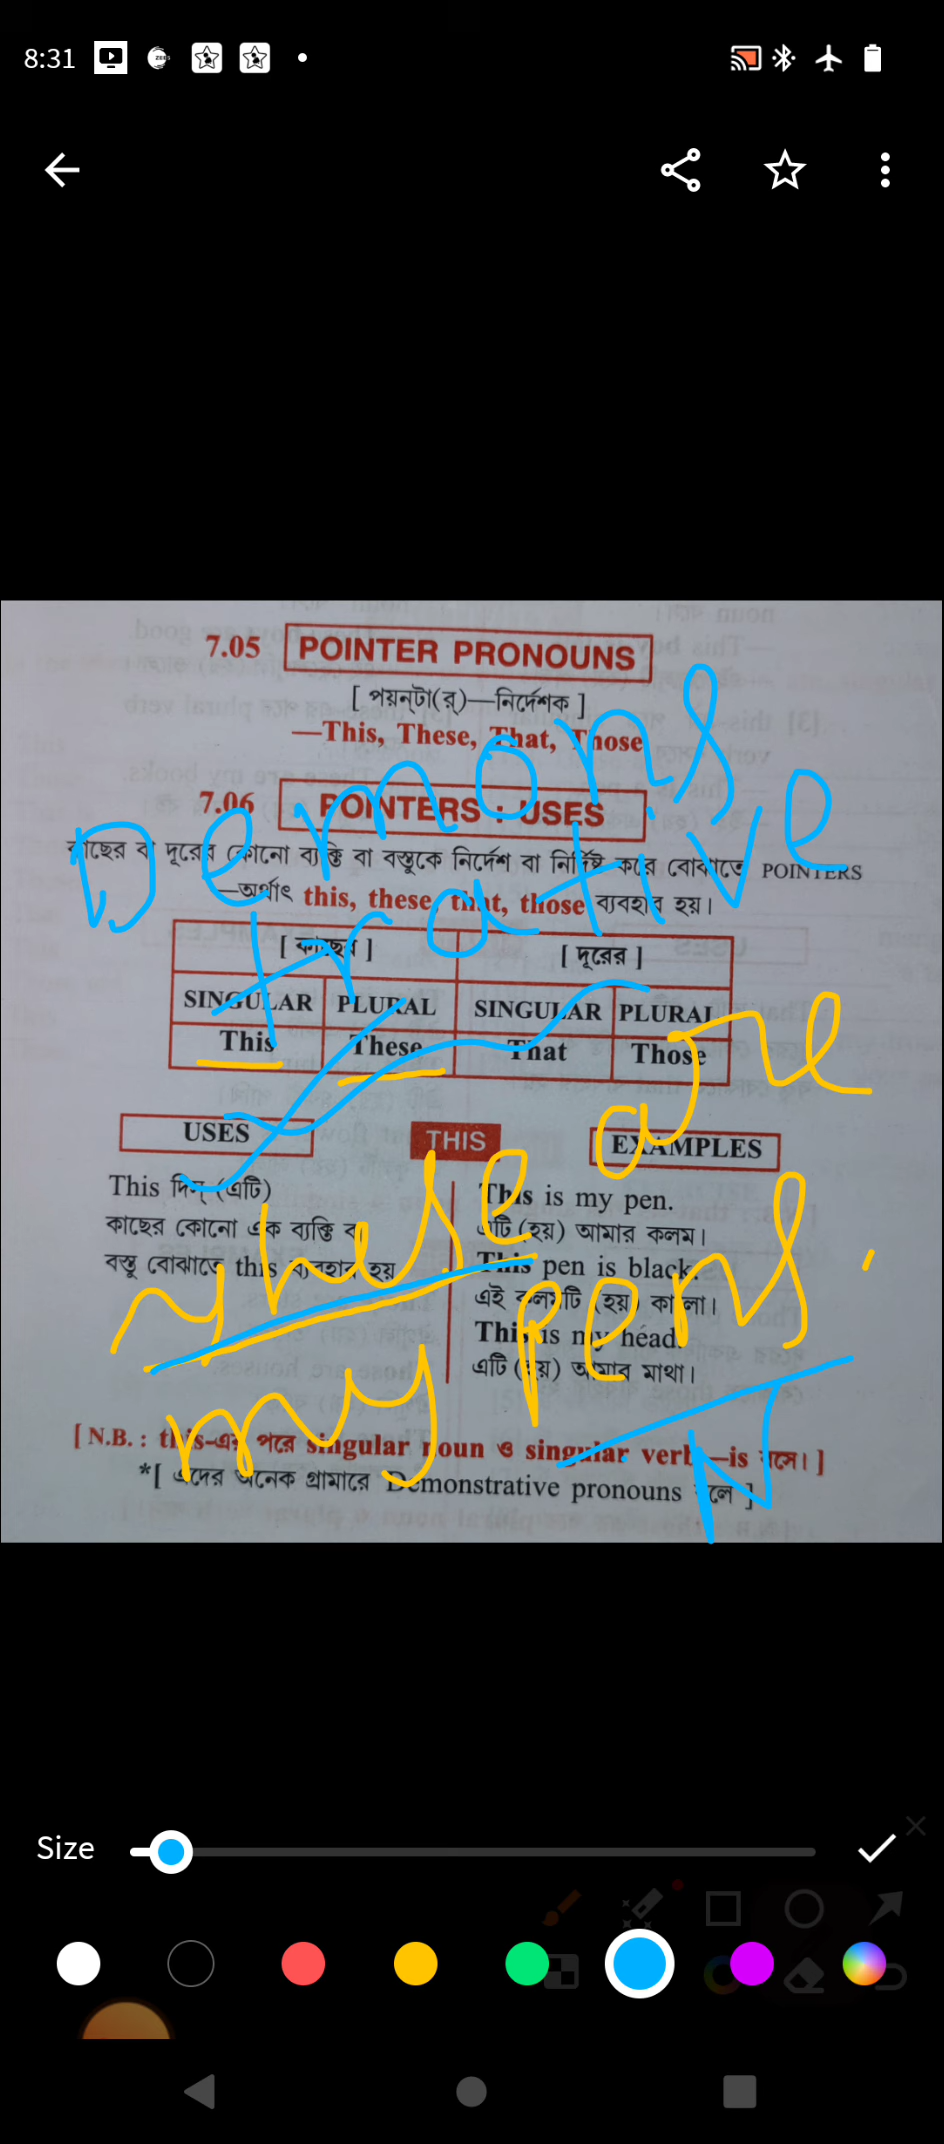 8:31
7.05 POINTER PRONOUNS
[ পয়ন্টা(র্)—নির্দেশক ]
—This, These, That, Those
7.06 POINTERS : USES
কাছের বা দূরের কোনো ব্যক্তি বা বস্তুকে নির্দেশ বা নির্দিষ্ট করে বোঝাতে POINTERS
—অর্থাৎ this, these, that, those ব্যবহার হয়।
Demons
trative
[ কাছের ] [ দূরের ]
SINGULAR PLURAL SINGULAR PLURAL
This These That Those
USES THIS EXAMPLES
This দিস্ (এটি)
কাছের কোনো এক ব্যক্তি বা
বস্তু বোঝাতে this ব্যবহার হয়
This is my pen.
এটি (হয়) আমার কলম।
This pen is black.
এই কলমটি (হয়) কালো।
This is my head.
এটি (হয়) আমার মাথা।
These are
my pens.
N
[ N.B. : this-এর পরে singular noun ও singular verb—is বসে। ]
*[ এদের অনেক গ্রামারে Demonstrative pronouns বলে ]
Size